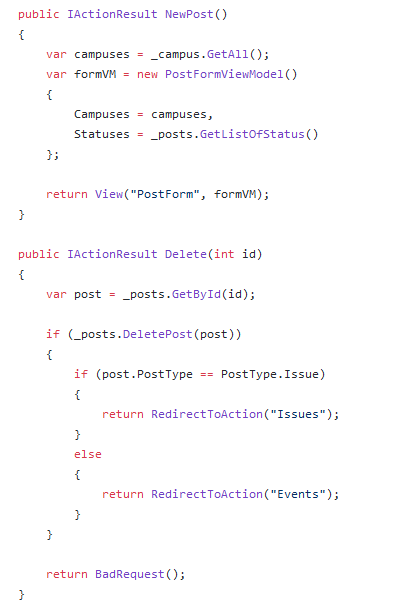 public IActionResult NewPost()
{
    var campuses = _campus.GetAll();
    var formVM = new PostFormViewModel()
    {
        Campuses = campuses,
        Statuses = _posts.GetListOfStatus()
    };

    return View("PostForm", formVM);
}

public IActionResult Delete(int id)
{
    var post = _posts.GetById(id);

    if (_posts.DeletePost(post))
    {
        if (post.PostType == PostType.Issue)
        {
            return RedirectToAction("Issues");
        }
        else
        {
            return RedirectToAction("Events");
        }
    }

    return BadRequest();
}